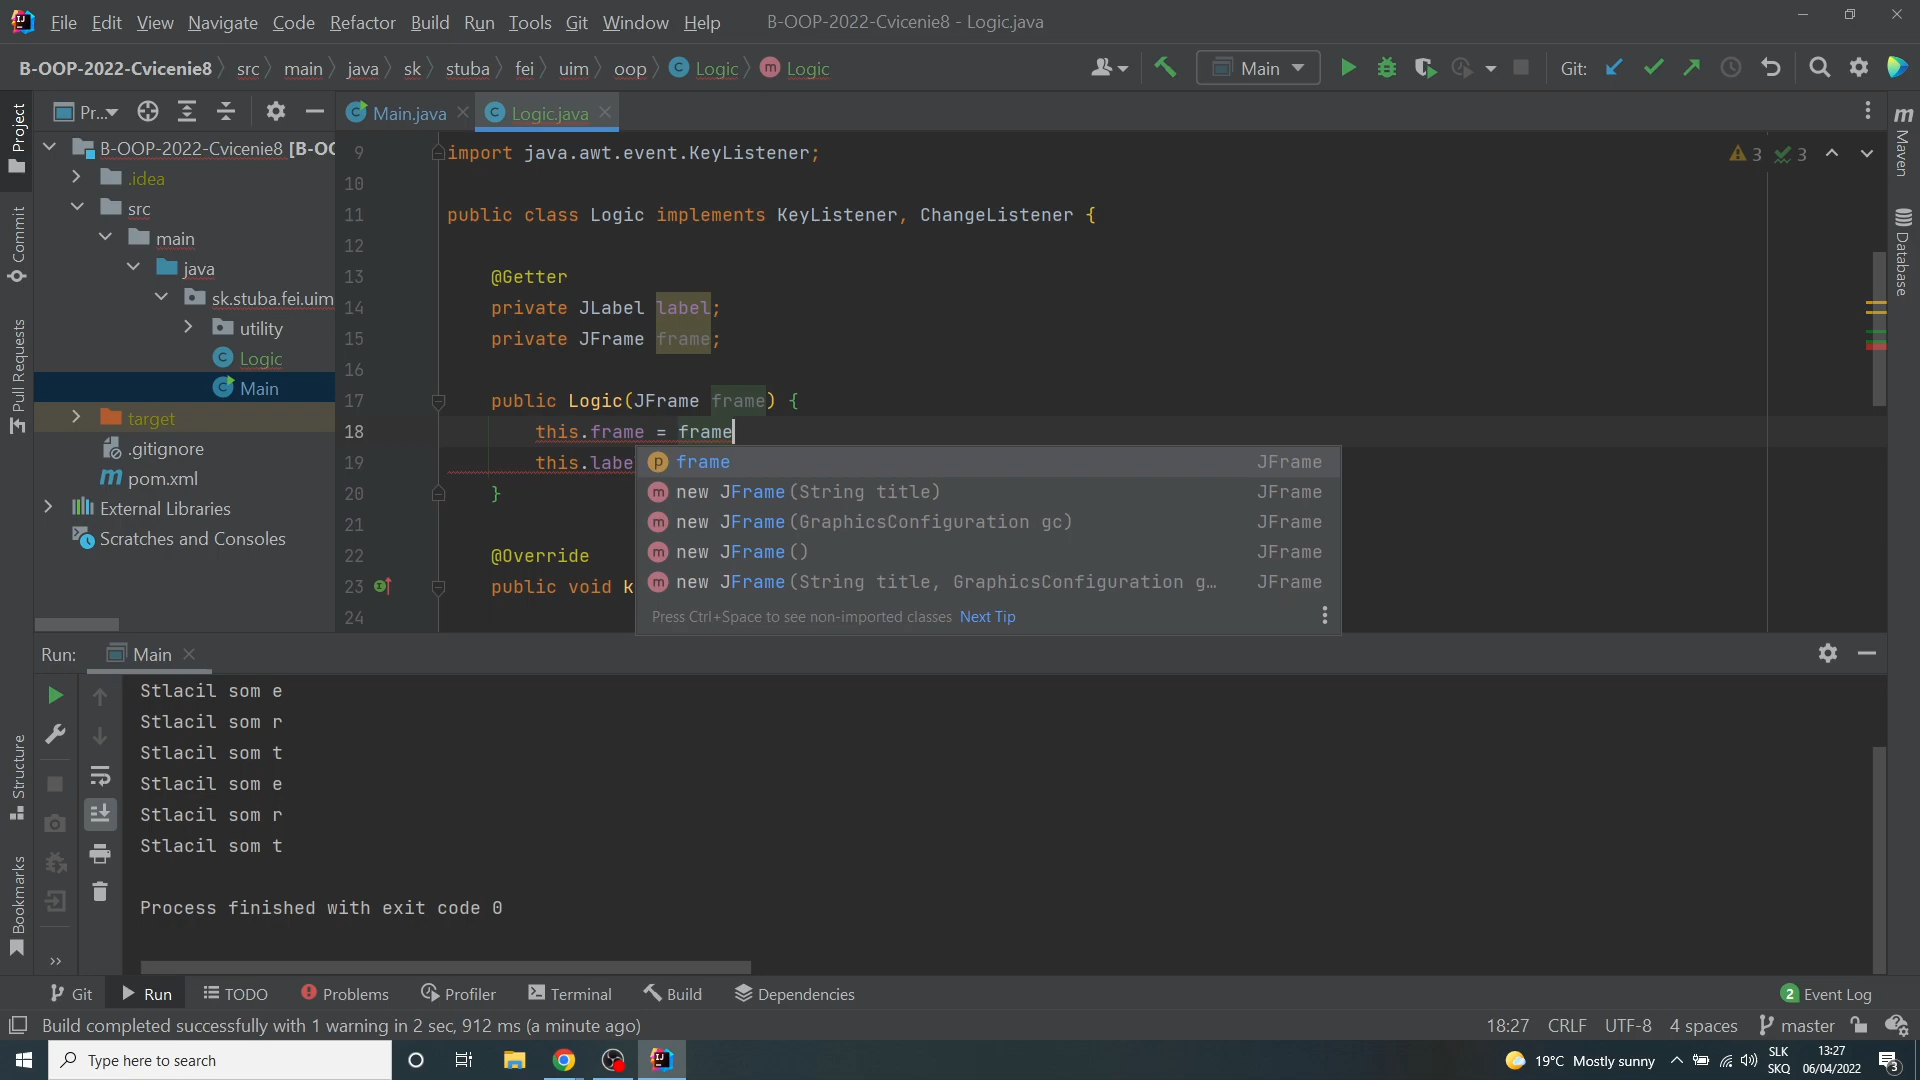 File Edit View Navigate Code Refactor Build Run Tools Git Window Help B-OOP-2022-Cvicenie8 - Logic.java
B-OOP-2022-Cvicenie8 src main java sk stuba fei uim oop Logic Logic Main Git:
Project
Commit
Pull Requests
Structure
Bookmarks
Pr...
B-OOP-2022-Cvicenie8 [B-OO
.idea
src
main
java
sk.stuba.fei.uim
utility
Logic
Main
target
.gitignore
pom.xml
External Libraries
Scratches and Consoles
Main.java Logic.java
3 3
9 import java.awt.event.KeyListener;
10
11 public class Logic implements KeyListener, ChangeListener {
12
13 @Getter
14 private JLabel label;
15 private JFrame frame;
16
17 public Logic(JFrame frame) {
18 this.frame = frame
19 this.labe
20 }
21
22 @Override
23 public void k
24
frame JFrame
new JFrame(String title) JFrame
new JFrame(GraphicsConfiguration gc) JFrame
new JFrame() JFrame
new JFrame(String title, GraphicsConfiguration g... JFrame
Press Ctrl+Space to see non-imported classes Next Tip
Maven
Database
Run: Main
Stlacil som e
Stlacil som r
Stlacil som t
Stlacil som e
Stlacil som r
Stlacil som t
Process finished with exit code 0
Git Run TODO Problems Profiler Terminal Build Dependencies 2 Event Log
Build completed successfully with 1 warning in 2 sec, 912 ms (a minute ago) 18:27 CRLF UTF-8 4 spaces master
Type here to search 19°C Mostly sunny SLK 13:27
SKQ 06/04/2022 3